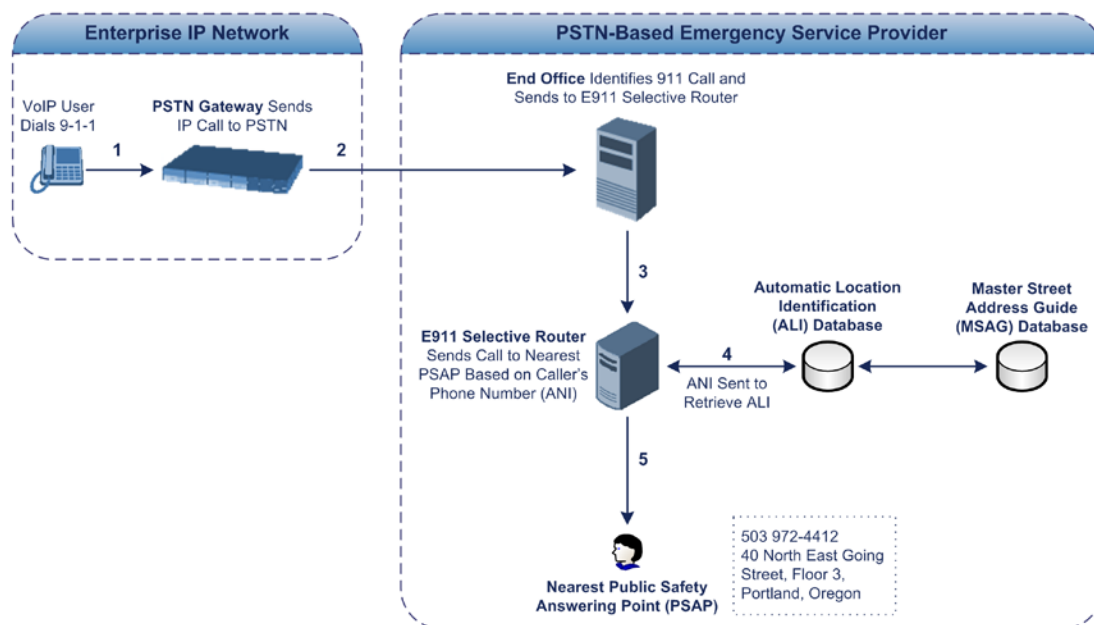 Enterprise IP Network
VoIP User
Dials 9-1-1
1
PSTN Gateway Sends
IP Call to PSTN
2
PSTN-Based Emergency Service Provider
End Office Identifies 911 Call and
Sends to E911 Selective Router
3
E911 Selective Router
Sends Call to Nearest
PSAP Based on Caller's
Phone Number (ANI)
4
ANI Sent to
Retrieve ALI
Automatic Location
Identification
(ALI) Database
Master Street
Address Guide
(MSAG) Database
5
Nearest Public Safety
Answering Point (PSAP)
503 972-4412
40 North East Going
Street, Floor 3,
Portland, Oregon